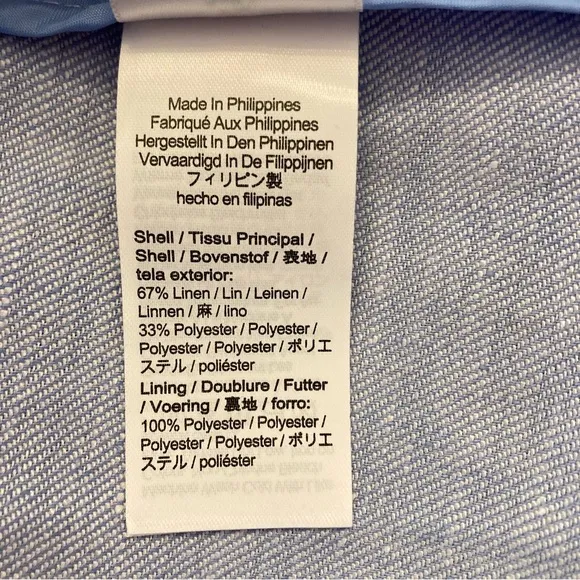 Made In Philippines
Fabriqué Aux Philippines
Hergestellt In Den Philippinen
Vervaardigd In De Filippijnen
フィリピン製
hecho en filipinas
Shell / Tissu Principal /
Shell / Bovenstof / 表地 /
tela exterior:
67% Linen / Lin / Leinen /
Linnen / 麻 / lino
33% Polyester / Polyester /
Polyester / Polyester / ポリエ
ステル / poliéster
Lining / Doublure / Futter
/ Voering / 裏地 / forro:
100% Polyester / Polyester /
Polyester / Polyester / ポリエ
ステル / poliéster